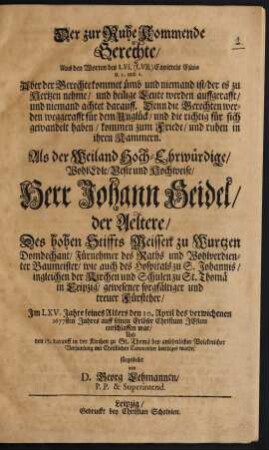 1.
Der zur Ruhe Kommende
Gerechte/
Aus den Worten des LVI. (LVII.) Capitels Esaiæ
v. 1. und 2.
Aber der Gerechte kommt ümb und niemand ist/ der es zu
Hertzen nehme/ und heilige Leute werden auffgerafft/
und niemand achtet darauff. Denn die Gerechten wer-
den weggerafft für dem Unglück/ und die richtig für sich
gewandelt haben/ kommen zum Friede/ und ruhen in
ihren Kammern.
Als der Weiland Hoch-Ehrwürdige/
Wohl-Edle/ Veste und Hochweise/
Herr Johann Heidel/
der Aeltere/
Des hohen Stiffts Meissen zu Wurtzen
Domdechant/ Fürnehmer des Raths und Wohlverdien-
ter Baumeister/ wie auch des Hospitals zu S. Johannis/
ingleichen der Kirchen und Schulen zu St. Thomä
in Leipzig/ gewesener sorgfältiger und
treuer Fürsteher/
Im LXV. Jahre seines Alters den 10. April des verwichenen
1677sten Jahres auff seinen Erlöser Christum JEsum
entschlaffen war/
Und
den 15. darauff in der Kirchen zu St. Thomä bey ansehnlicher Volckreicher
Versamlung mit Christlichen Ceremonien beerdiget wurde/
fürgestellet
von
D. Georg Lehmannen/
P. P. & Superintend.
Leipzig/
Gedruckt bey Christian Scholvien.